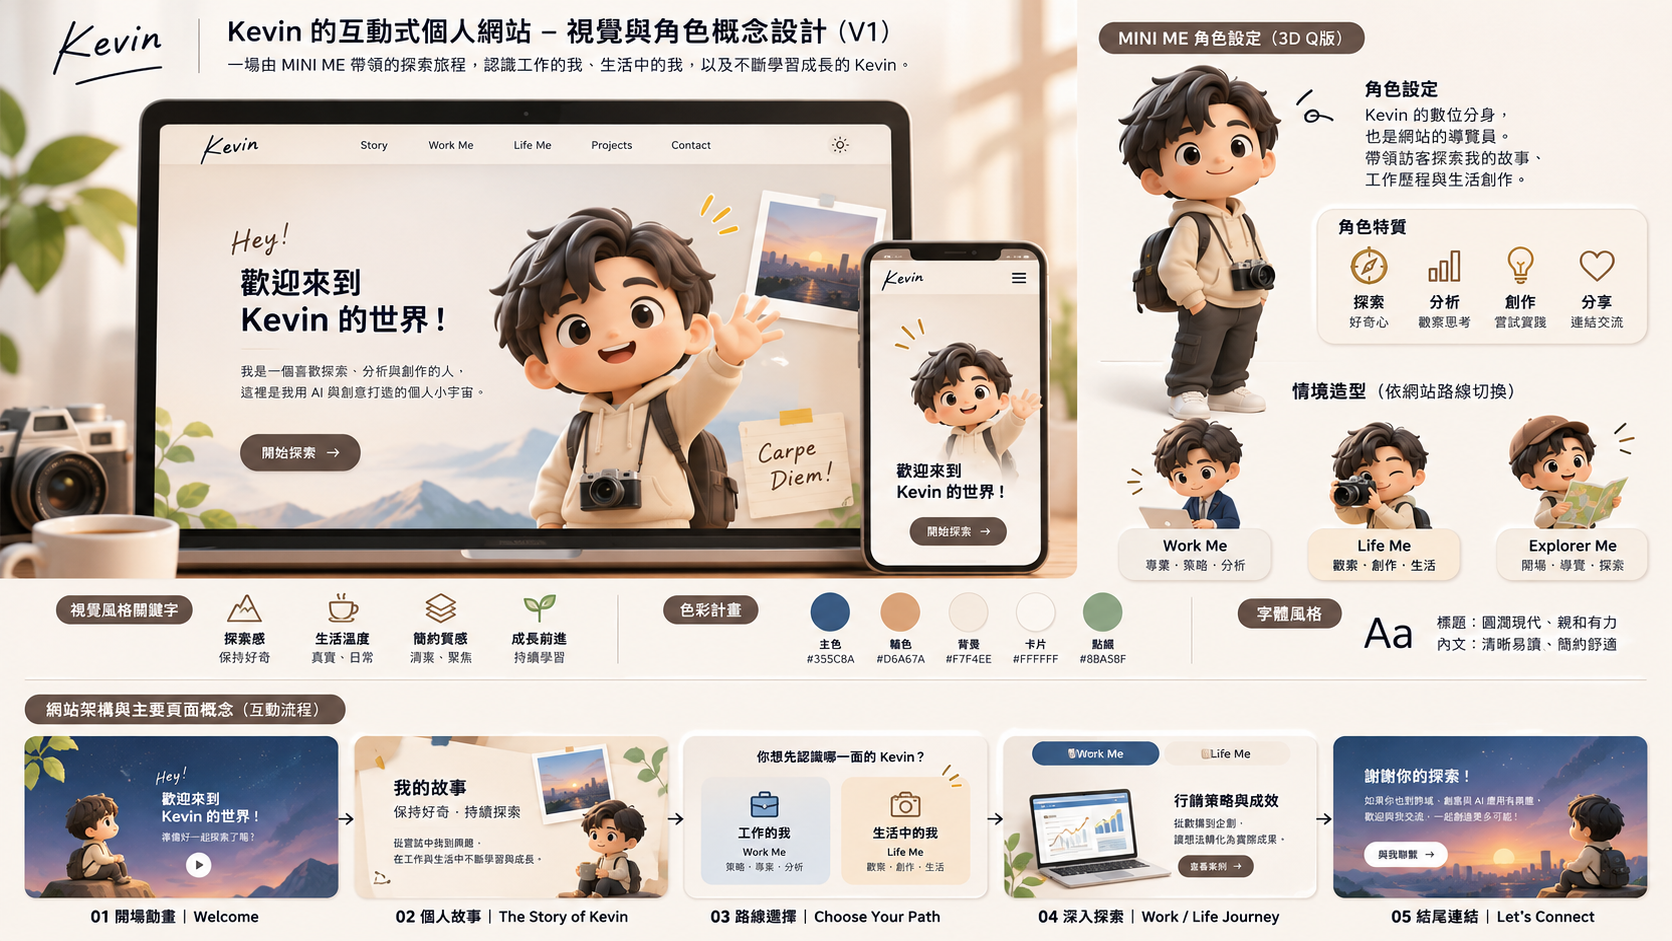 Kevin
Kevin 的互動式個人網站 – 視覺與角色概念設計 (V1)
一場由 MINI ME 帶領的探索旅程，認識工作的我、生活中的我，以及不斷學習成長的 Kevin。
Kevin
Story
Work Me
Life Me
Projects
Contact
Hey!
歡迎來到
Kevin 的世界！
我是一個喜歡探索、分析與創作的人，
這裡是我用 AI 與創意打造的個人小宇宙。
開始探索 →
Carpe
Diem!
Kevin
歡迎來到
Kevin 的世界！
開始探索 →
MINI ME 角色設定（3D Q版）
角色設定
Kevin 的數位分身，
也是網站的導覽員。
帶領訪客探索我的故事、
工作歷程與生活創作。
角色特質
探索
好奇心
分析
觀察思考
創作
嘗試實踐
分享
連結交流
情境造型（依網站路線切換）
Work Me
專業・策略・分析
Life Me
觀察・創作・生活
Explorer Me
開場・導覽・探索
視覺風格關鍵字
探索感
保持好奇
生活溫度
真實、日常
簡約質感
清爽、聚焦
成長前進
持續學習
色彩計畫
主色
#355C8A
輔色
#D6A67A
背景
#F7F4EE
卡片
#FFFFFF
點綴
#8BA58F
字體風格
Aa
標題：圓潤現代、親和有力
內文：清晰易讀、簡約舒適
網站架構與主要頁面概念（互動流程）
Hey!
歡迎來到
Kevin 的世界！
準備好一起探索了嗎？
01 開場動畫 | Welcome
我的故事
保持好奇・持續探索
從嘗試中找到興趣，
在工作與生活中不斷學習與成長。
02 個人故事 | The Story of Kevin
你想先認識哪一面的 Kevin？
工作的我
Work Me
策略・專案・分析
生活中的我
Life Me
觀察・創作・生活
03 路線選擇 | Choose Your Path
Work Me
Life Me
行銷策略與成效
從數據到企劃，
讓想法轉化為實際成果。
查看案例 →
04 深入探索 | Work / Life Journey
謝謝你的探索！
歡迎與我交流，一起創造更多可能！
與我聯繫 →
05 結尾連結 | Let's Connect